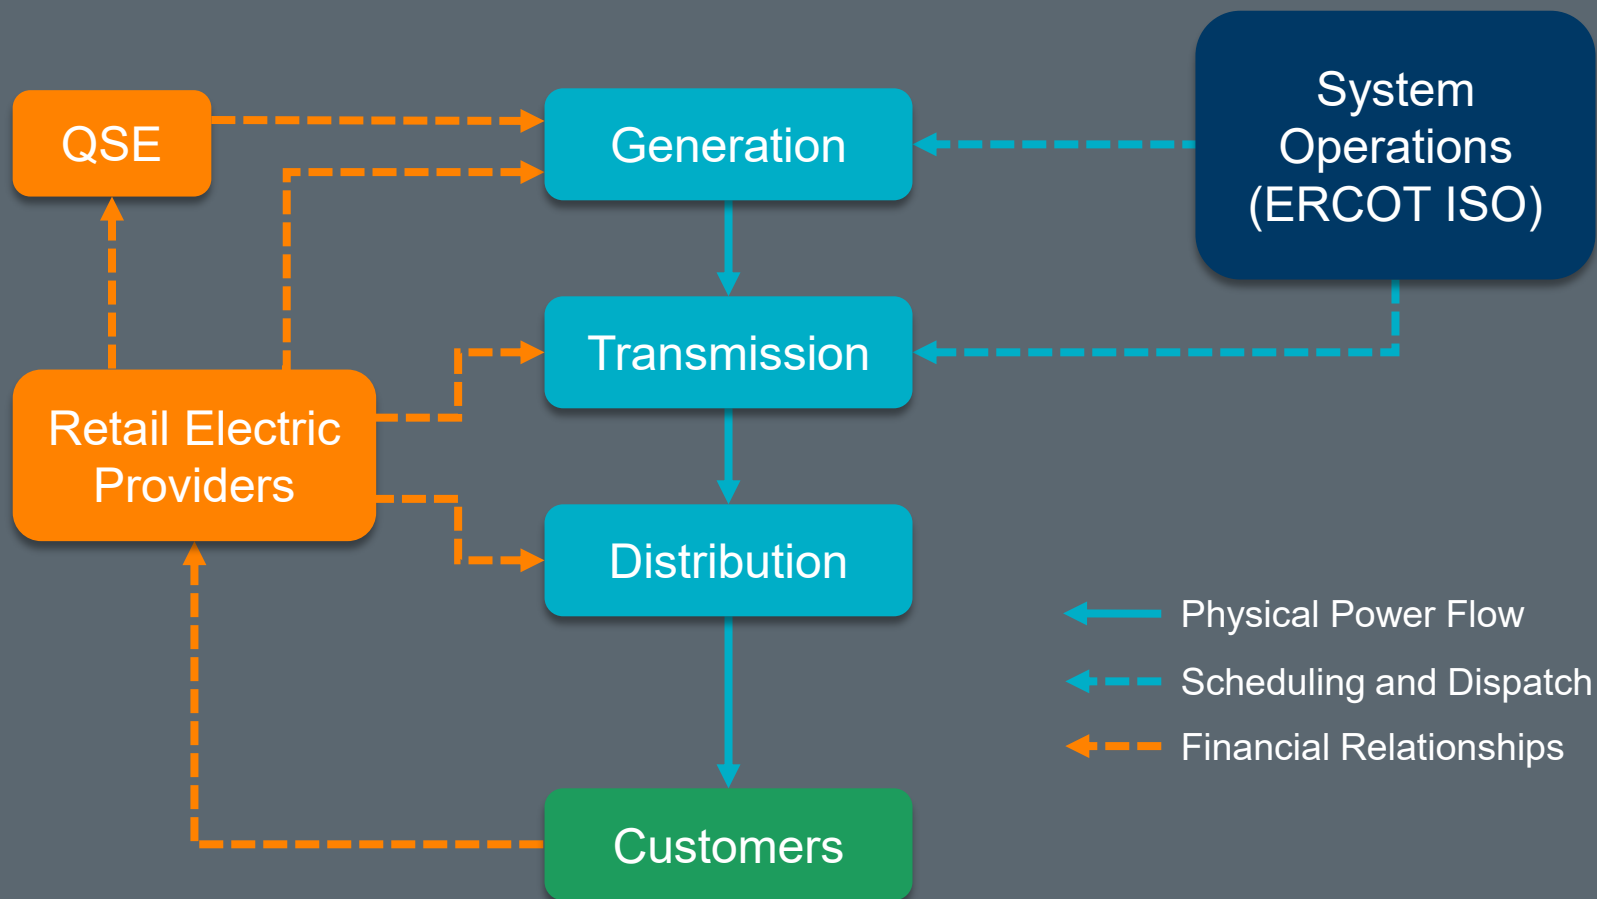 QSE
Generation
System
Operations
(ERCOT ISO)
Transmission
Retail Electric
Providers
Distribution
Physical Power Flow
Scheduling and Dispatch
Financial Relationships
Customers